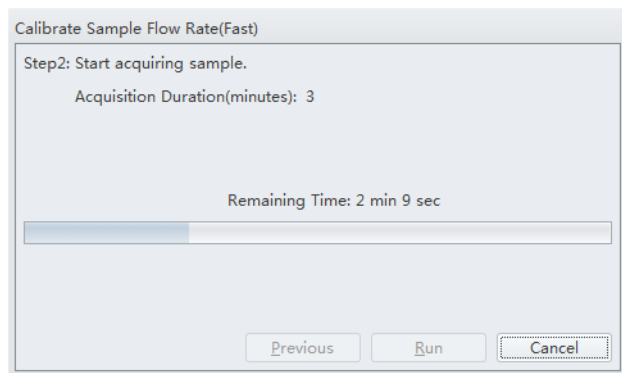 Calibrate Sample Flow Rate(Fast)
Step2: Start acquiring sample.
Acquisition Duration(minutes): 3
Remaining Time: 2 min 9 sec
Previous Run Cancel